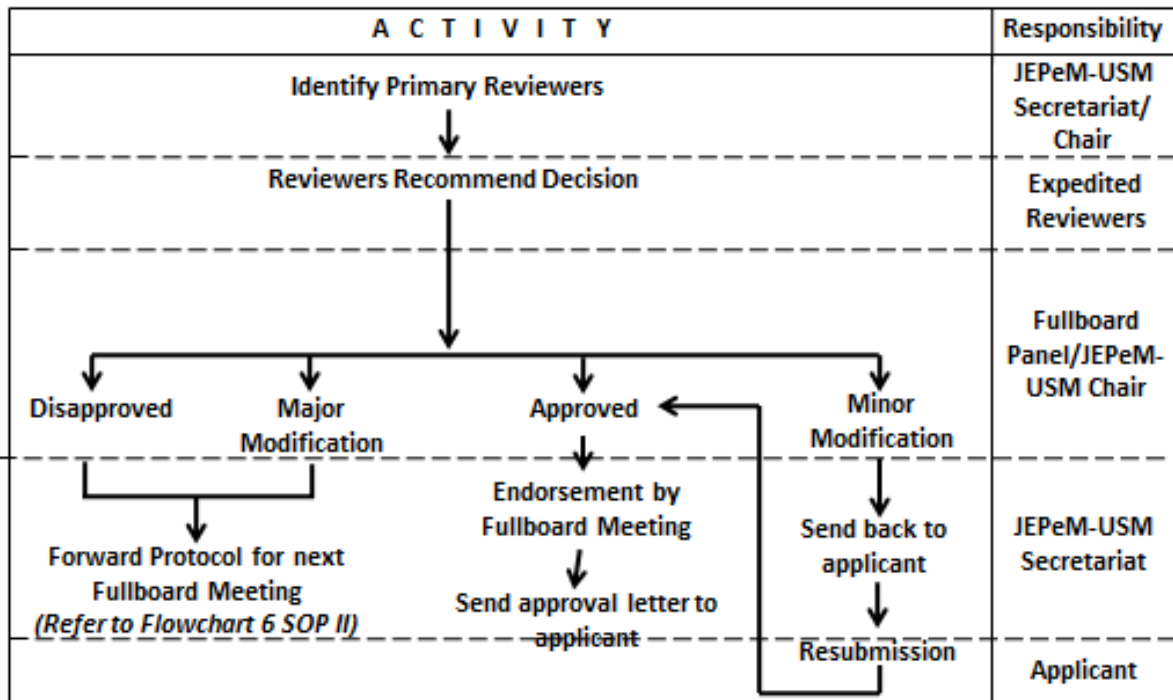 A C T I V I T Y
Responsibility
Identify Primary Reviewers
JEPeM-USM
Secretariat/
Chair
Reviewers Recommend Decision
Expedited
Reviewers
Fullboard
Panel/JEPeM-
USM Chair
Disapproved
Major
Modification
Approved
Minor
Modification
Forward Protocol for next
Fullboard Meeting
(Refer to Flowchart 6 SOP II)
Endorsement by
Fullboard Meeting
Send approval letter to
applicant
Send back to
applicant
JEPeM-USM
Secretariat
Resubmission
Applicant